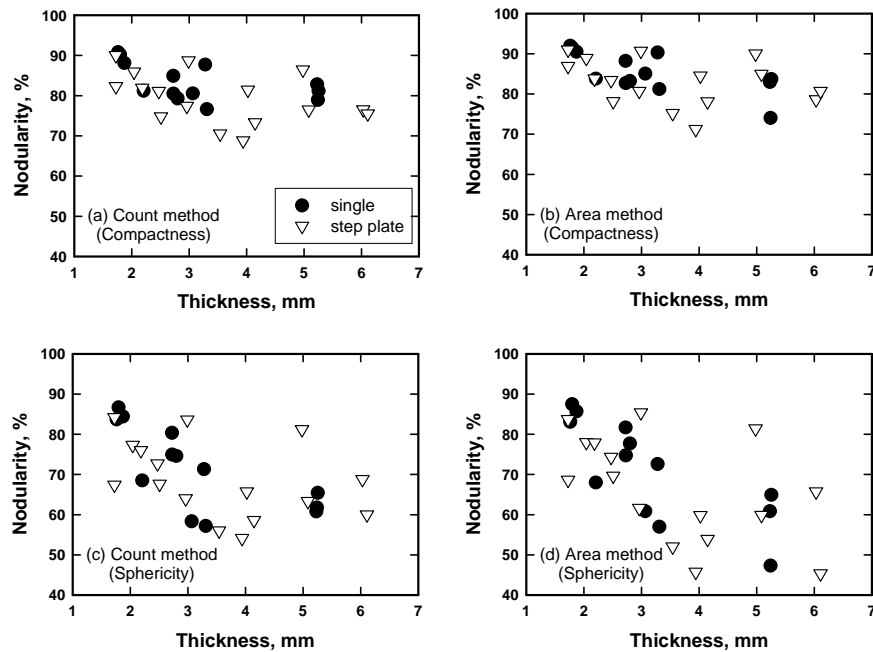 100
90
80
70
60
50
40
Nodularity, %
(a) Count method
(Compactness)
single
step plate
1 2 3 4 5 6 7
Thickness, mm
100
90
80
70
60
50
40
Nodularity, %
(b) Area method
(Compactness)
1 2 3 4 5 6 7
Thickness, mm
100
90
80
70
60
50
40
Nodularity, %
(c) Count method
(Sphericity)
1 2 3 4 5 6 7
Thickness, mm
100
90
80
70
60
50
40
Nodularity, %
(d) Area method
(Sphericity)
1 2 3 4 5 6 7
Thickness, mm